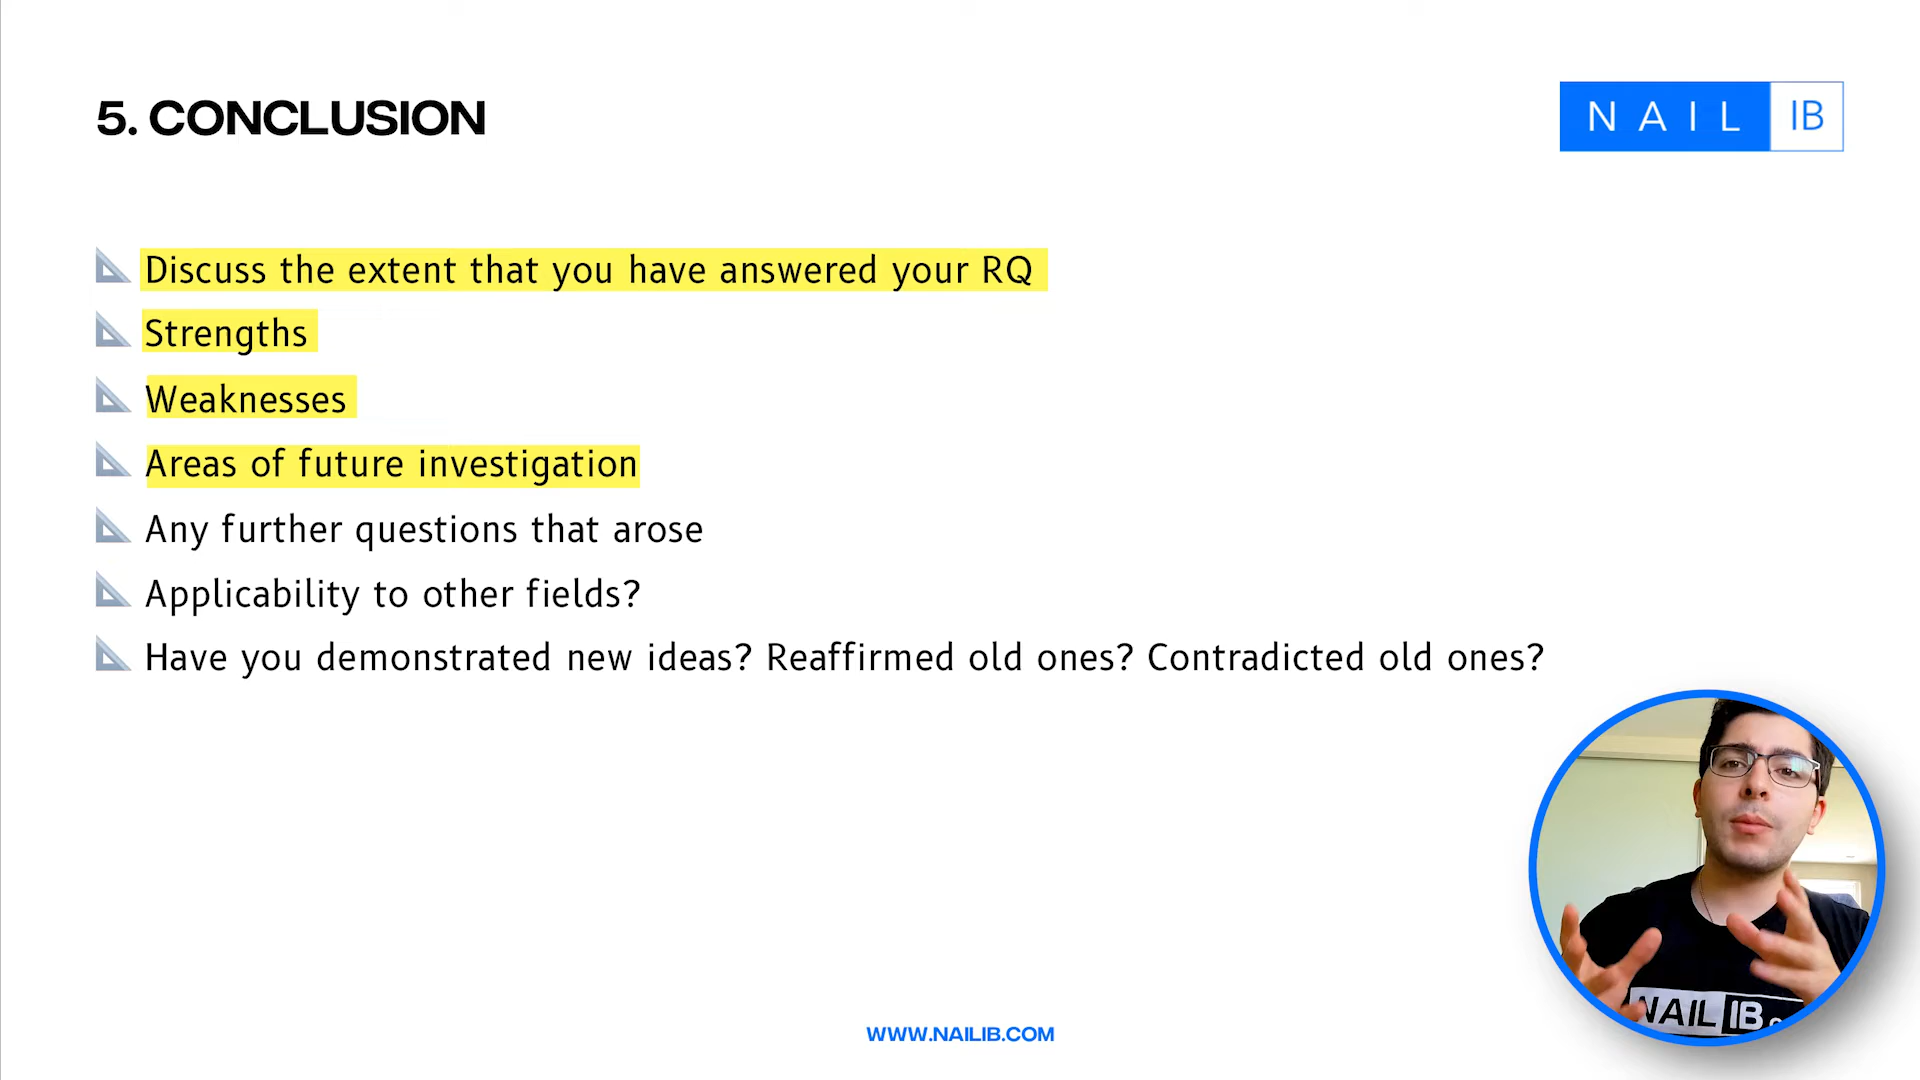 5. CONCLUSION
NAIL IB
Discuss the extent that you have answered your RQ
Strengths
Weaknesses
Areas of future investigation
Any further questions that arose
Applicability to other fields?
Have you demonstrated new ideas? Reaffirmed old ones? Contradicted old ones?
NAIL IB
WWW.NAILIB.COM